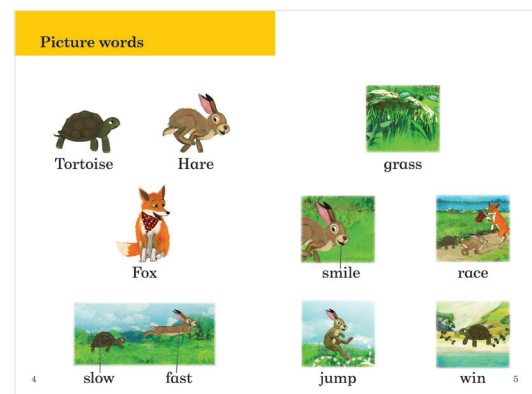 Picture words
Tortoise Hare
Fox
slow fast
4
grass
smile race
jump win
5